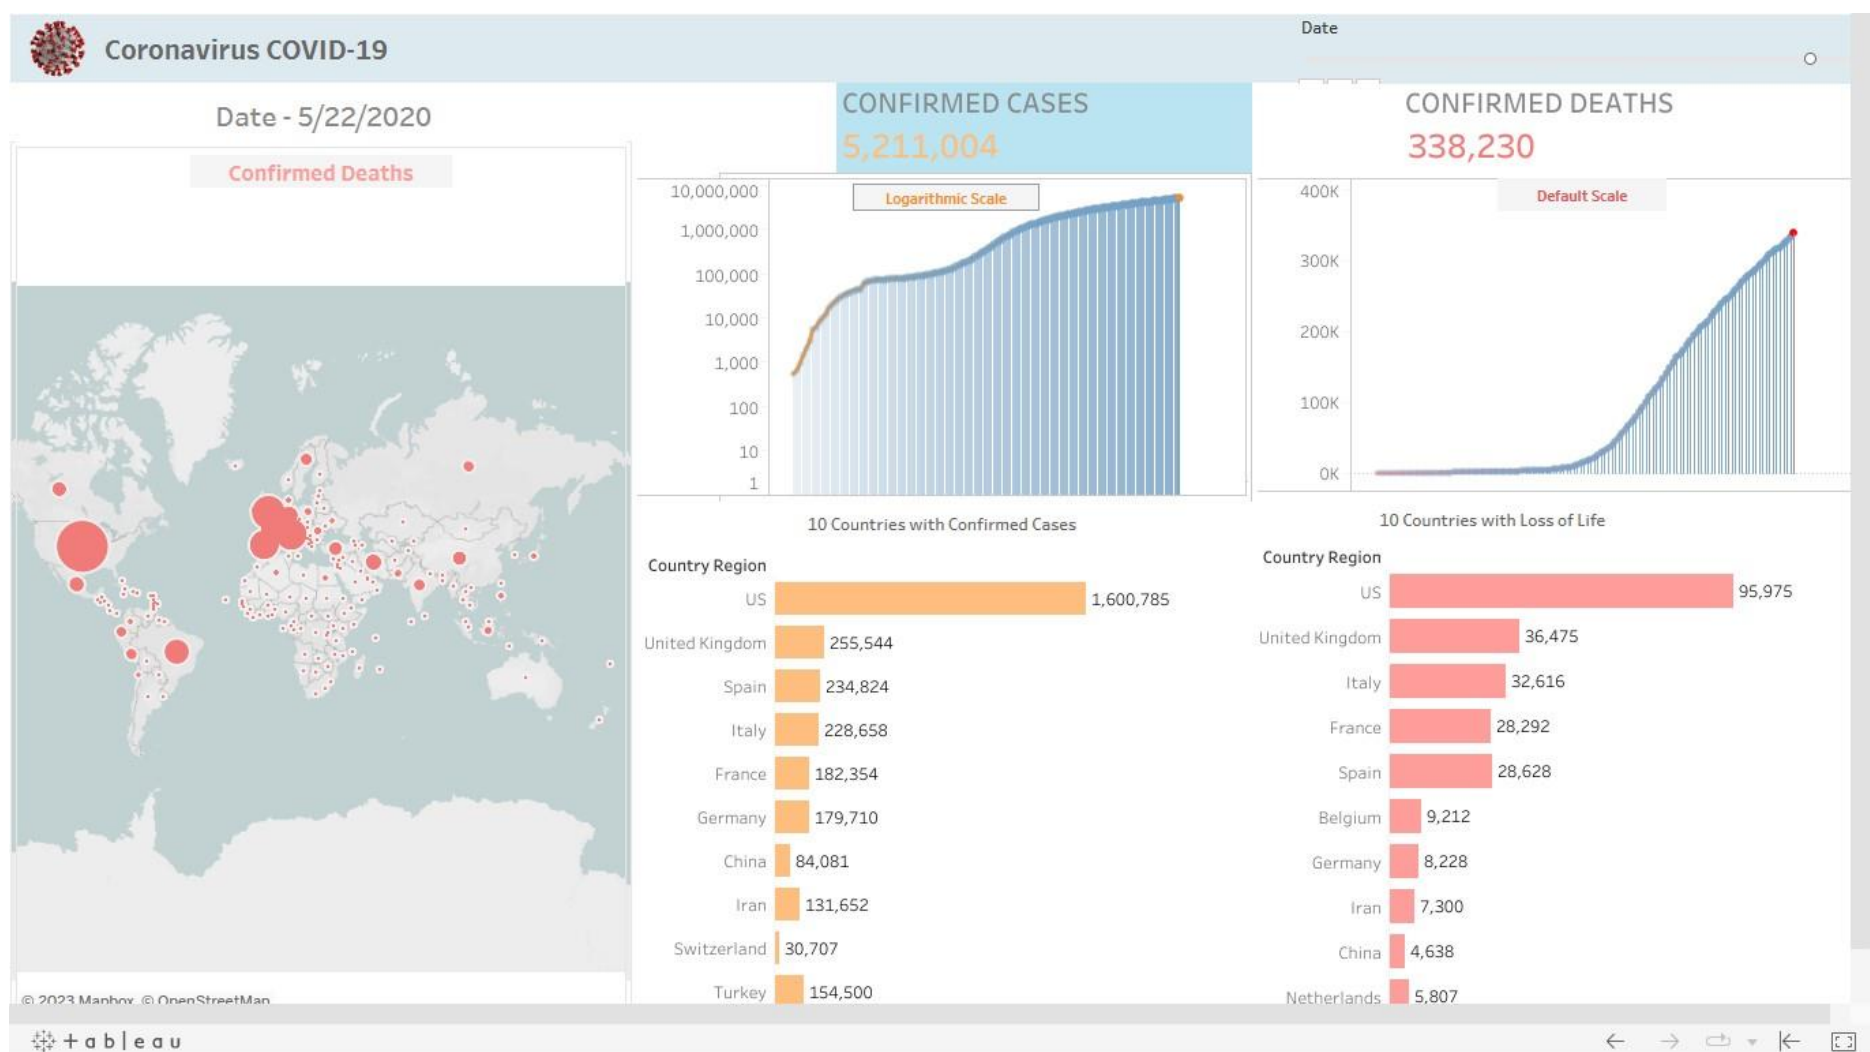 Coronavirus COVID-19
Date
Date - 5/22/2020
CONFIRMED CASES
5,211,004
CONFIRMED DEATHS
338,230
Confirmed Deaths
© 2023 Mapbox © OpenStreetMap
Logarithmic Scale
10,000,000
1,000,000
100,000
10,000
1,000
100
10
1
Default Scale
400K
300K
200K
100K
0K
10 Countries with Confirmed Cases
Country Region
US 1,600,785
United Kingdom 255,544
Spain 234,824
Italy 228,658
France 182,354
Germany 179,710
China 84,081
Iran 131,652
Switzerland 30,707
Turkey 154,500
10 Countries with Loss of Life
Country Region
US 95,975
United Kingdom 36,475
Italy 32,616
France 28,292
Spain 28,628
Belgium 9,212
Germany 8,228
Iran 7,300
China 4,638
Netherlands 5,807
+ableau